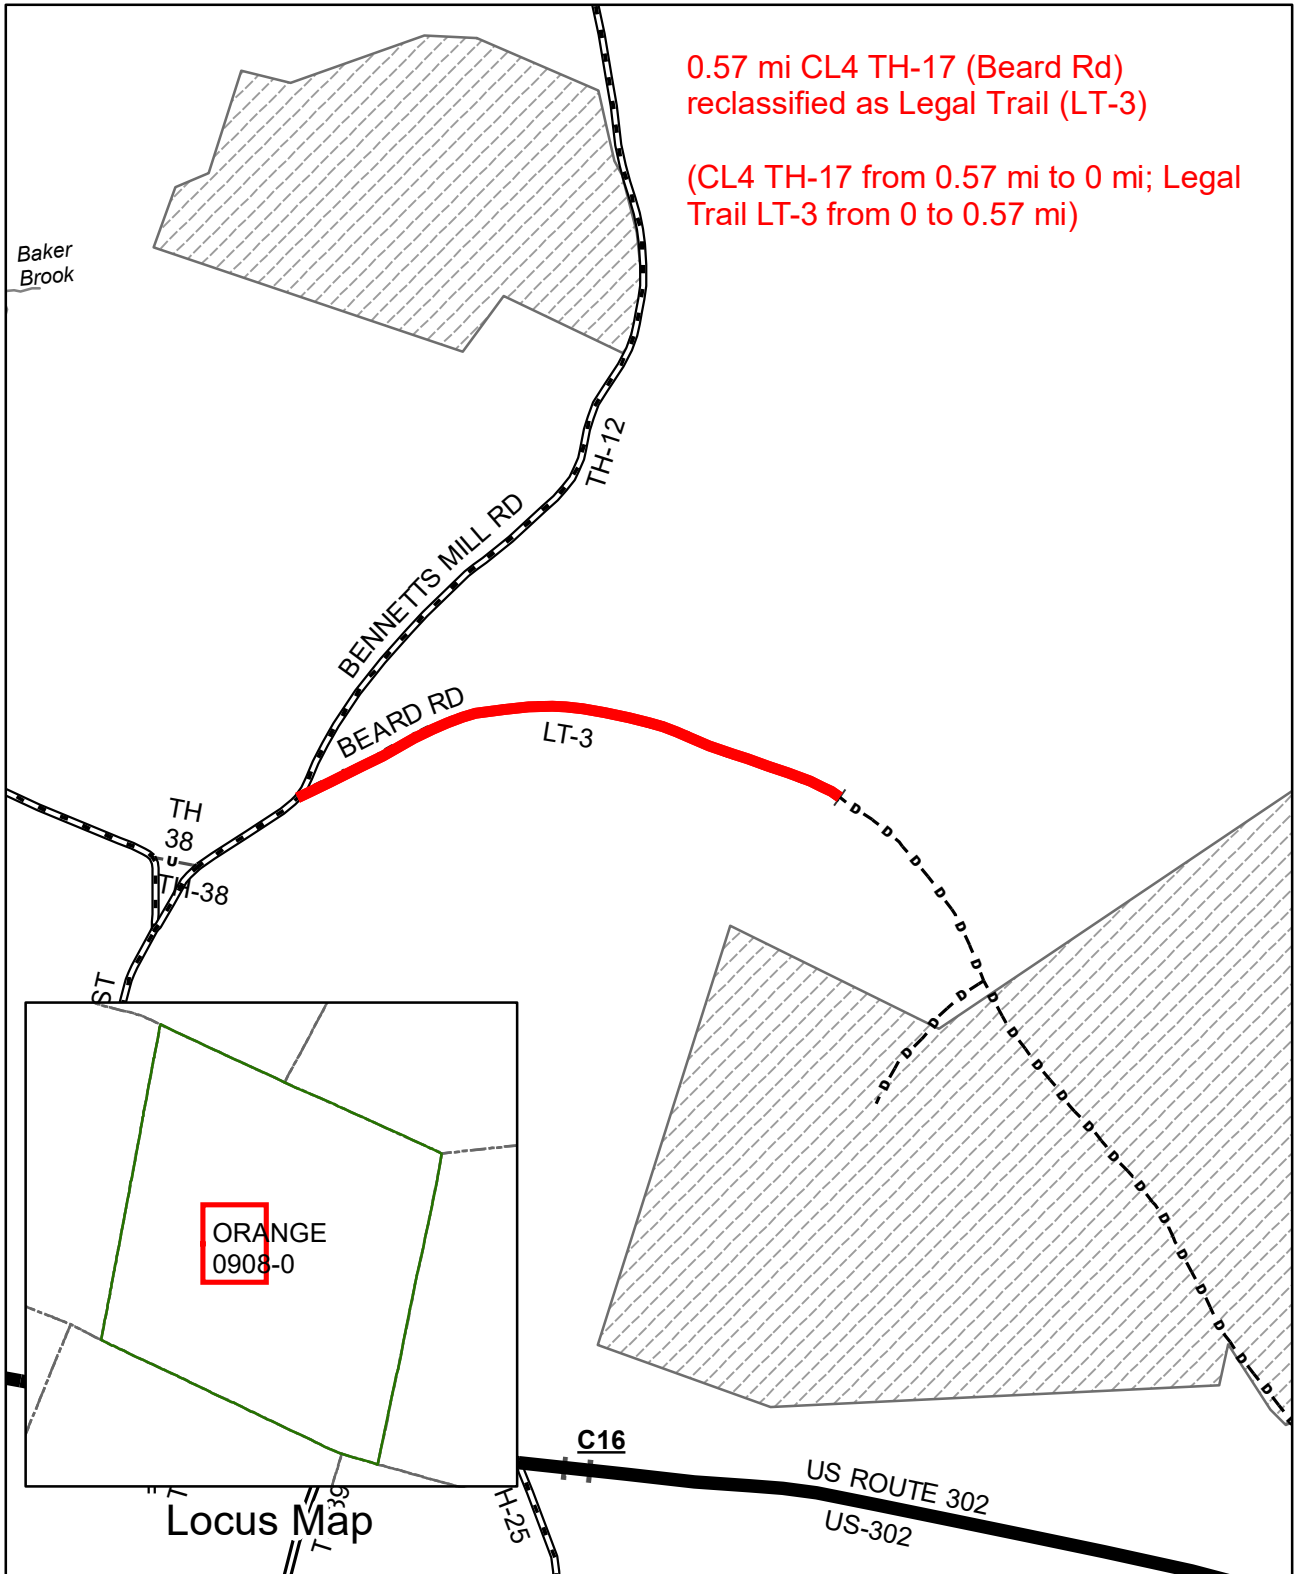 0.57 mi CL4 TH-17 (Beard Rd)
reclassified as Legal Trail (LT-3)
(CL4 TH-17 from 0.57 mi to 0 mi; Legal
Trail LT-3 from 0 to 0.57 mi)
Baker
Brook
TH-12
BENNETTS MILL RD
BEARD RD
LT-3
TH
38
U
TH-38
ST
D D D D D D D D D D D D D D D D D D D D D D
ORANGE
0908-0
C16
US ROUTE 302
US-302
H-25
T
39
T
Locus Map